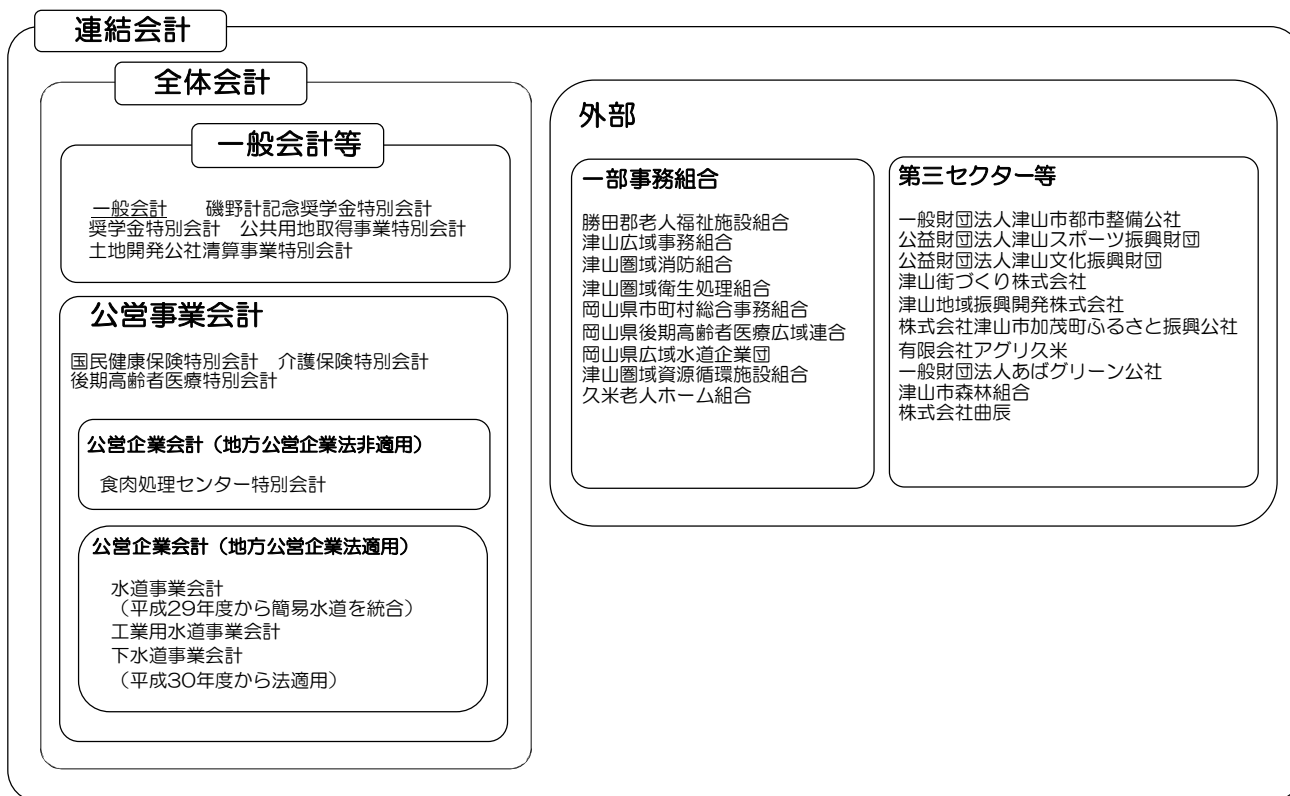 連結会計
全体会計
一般会計等
一般会計　磯野計記念奨学金特別会計
奨学金特別会計　公共用地取得事業特別会計
土地開発公社清算事業特別会計
公営事業会計
国民健康保険特別会計　介護保険特別会計
後期高齢者医療特別会計
公営企業会計（地方公営企業法非適用）
食肉処理センター特別会計
公営企業会計（地方公営企業法適用）
水道事業会計
（平成29年度から簡易水道を統合）
工業用水道事業会計
下水道事業会計
（平成30年度から法適用）
外部
一部事務組合
勝田郡老人福祉施設組合
津山広域事務組合
津山圏域消防組合
津山圏域衛生処理組合
岡山県市町村総合事務組合
岡山県後期高齢者医療広域連合
岡山県広域水道企業団
津山圏域資源循環施設組合
久米老人ホーム組合
第三セクター等
一般財団法人津山市都市整備公社
公益財団法人津山スポーツ振興財団
公益財団法人津山文化振興財団
津山街づくり株式会社
津山地域振興開発株式会社
株式会社津山市加茂町ふるさと振興公社
有限会社アグリ久米
一般財団法人あばグリーン公社
津山市森林組合
株式会社曲辰